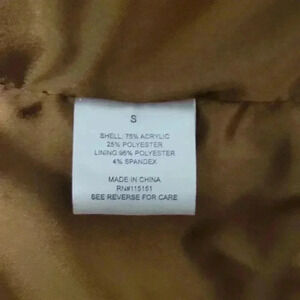 S
SHELL: 75% ACRYLIC
25% POLYESTER
LINING: 96% POLYESTER
4% SPANDEX
MADE IN CHINA
RN#115151
SEE REVERSE FOR CARE